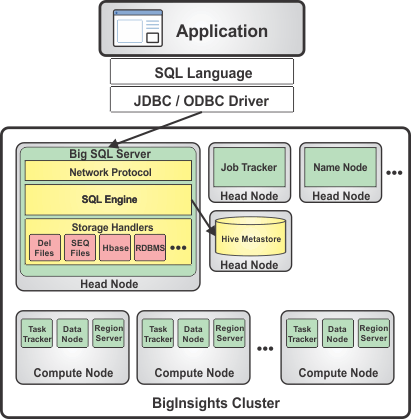 Application
SQL Language
JDBC / ODBC Driver
Big SQL Server
Network Protocol
SQL Engine
Storage Handlers
Del
Files
SEQ
Files
Hbase
RDBMS
Head Node
Job Tracker
Head Node
Name Node
Head Node
Hive Metastore
Head Node
Task
Tracker
Data
Node
Region
Server
Compute Node
Task
Tracker
Data
Node
Region
Server
Compute Node
Task
Tracker
Data
Node
Region
Server
Compute Node
BigInsights Cluster